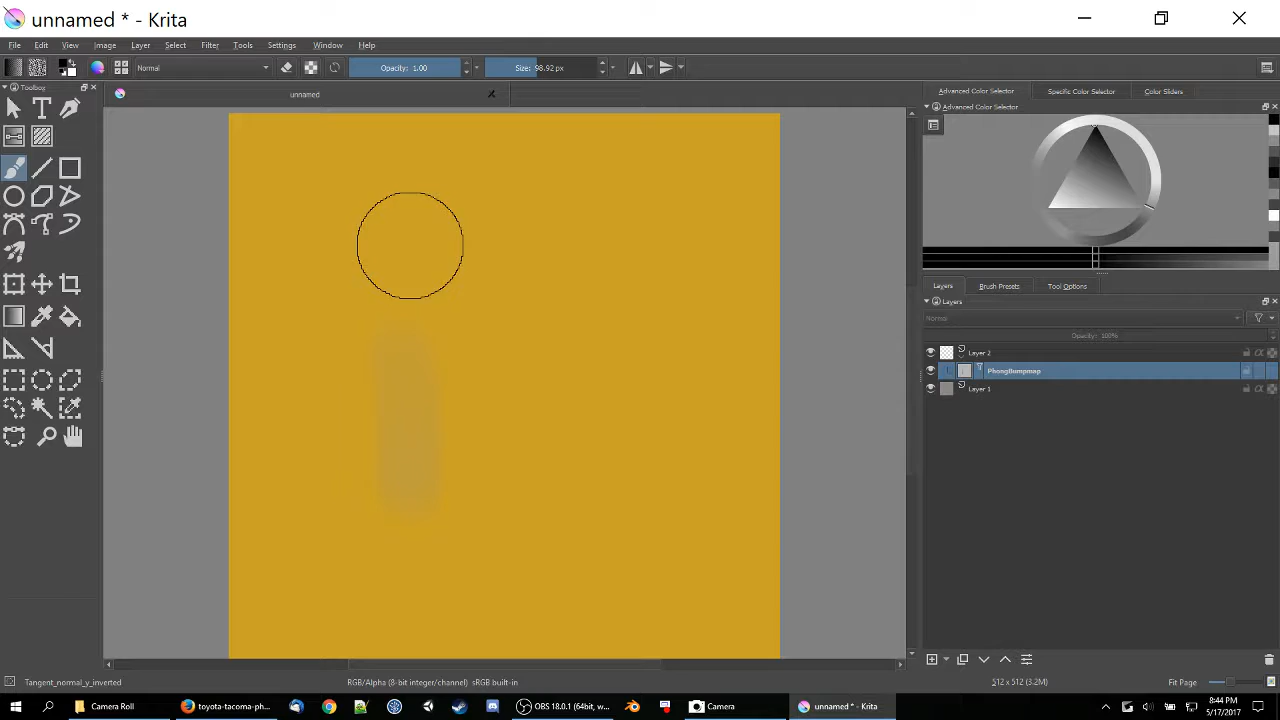 unnamed * - Krita
File Edit View Image Layer Select Filter Tools Settings Window Help
Normal Opacity: 1.00 Size: 98.92 px
Toolbox
unnamed
Advanced Color Selector Specific Color Selector Color Sliders
Advanced Color Selector
Layers Brush Presets Tool Options
Layers
Normal
Opacity: 100%
Layer 2
PhongBumpmap
Layer 1
Tangent_normal_y_inverted RGB/Alpha (8-bit integer/channel) sRGB built-in 512 x 512 (3.2M) Fit Page
Camera Roll toyota-tacoma-ph... OBS 18.0.1 (64bit, w... Camera unnamed * - Krita 8:44 PM
5/17/2017